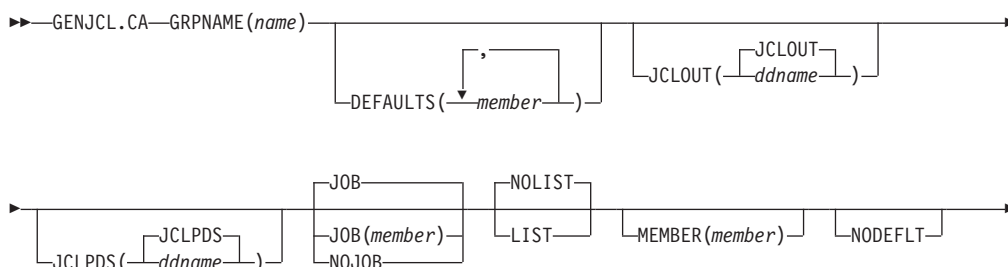 GENJCL.CA GRPNAME(name)
DEFAULTS( member , )
JCLOUT( JCLOUT ddname )
JCLPDS( JCLPDS ddname )
JOB
JOB(member)
NOJOB
NOLIST
LIST
MEMBER(member)
NODEFLT